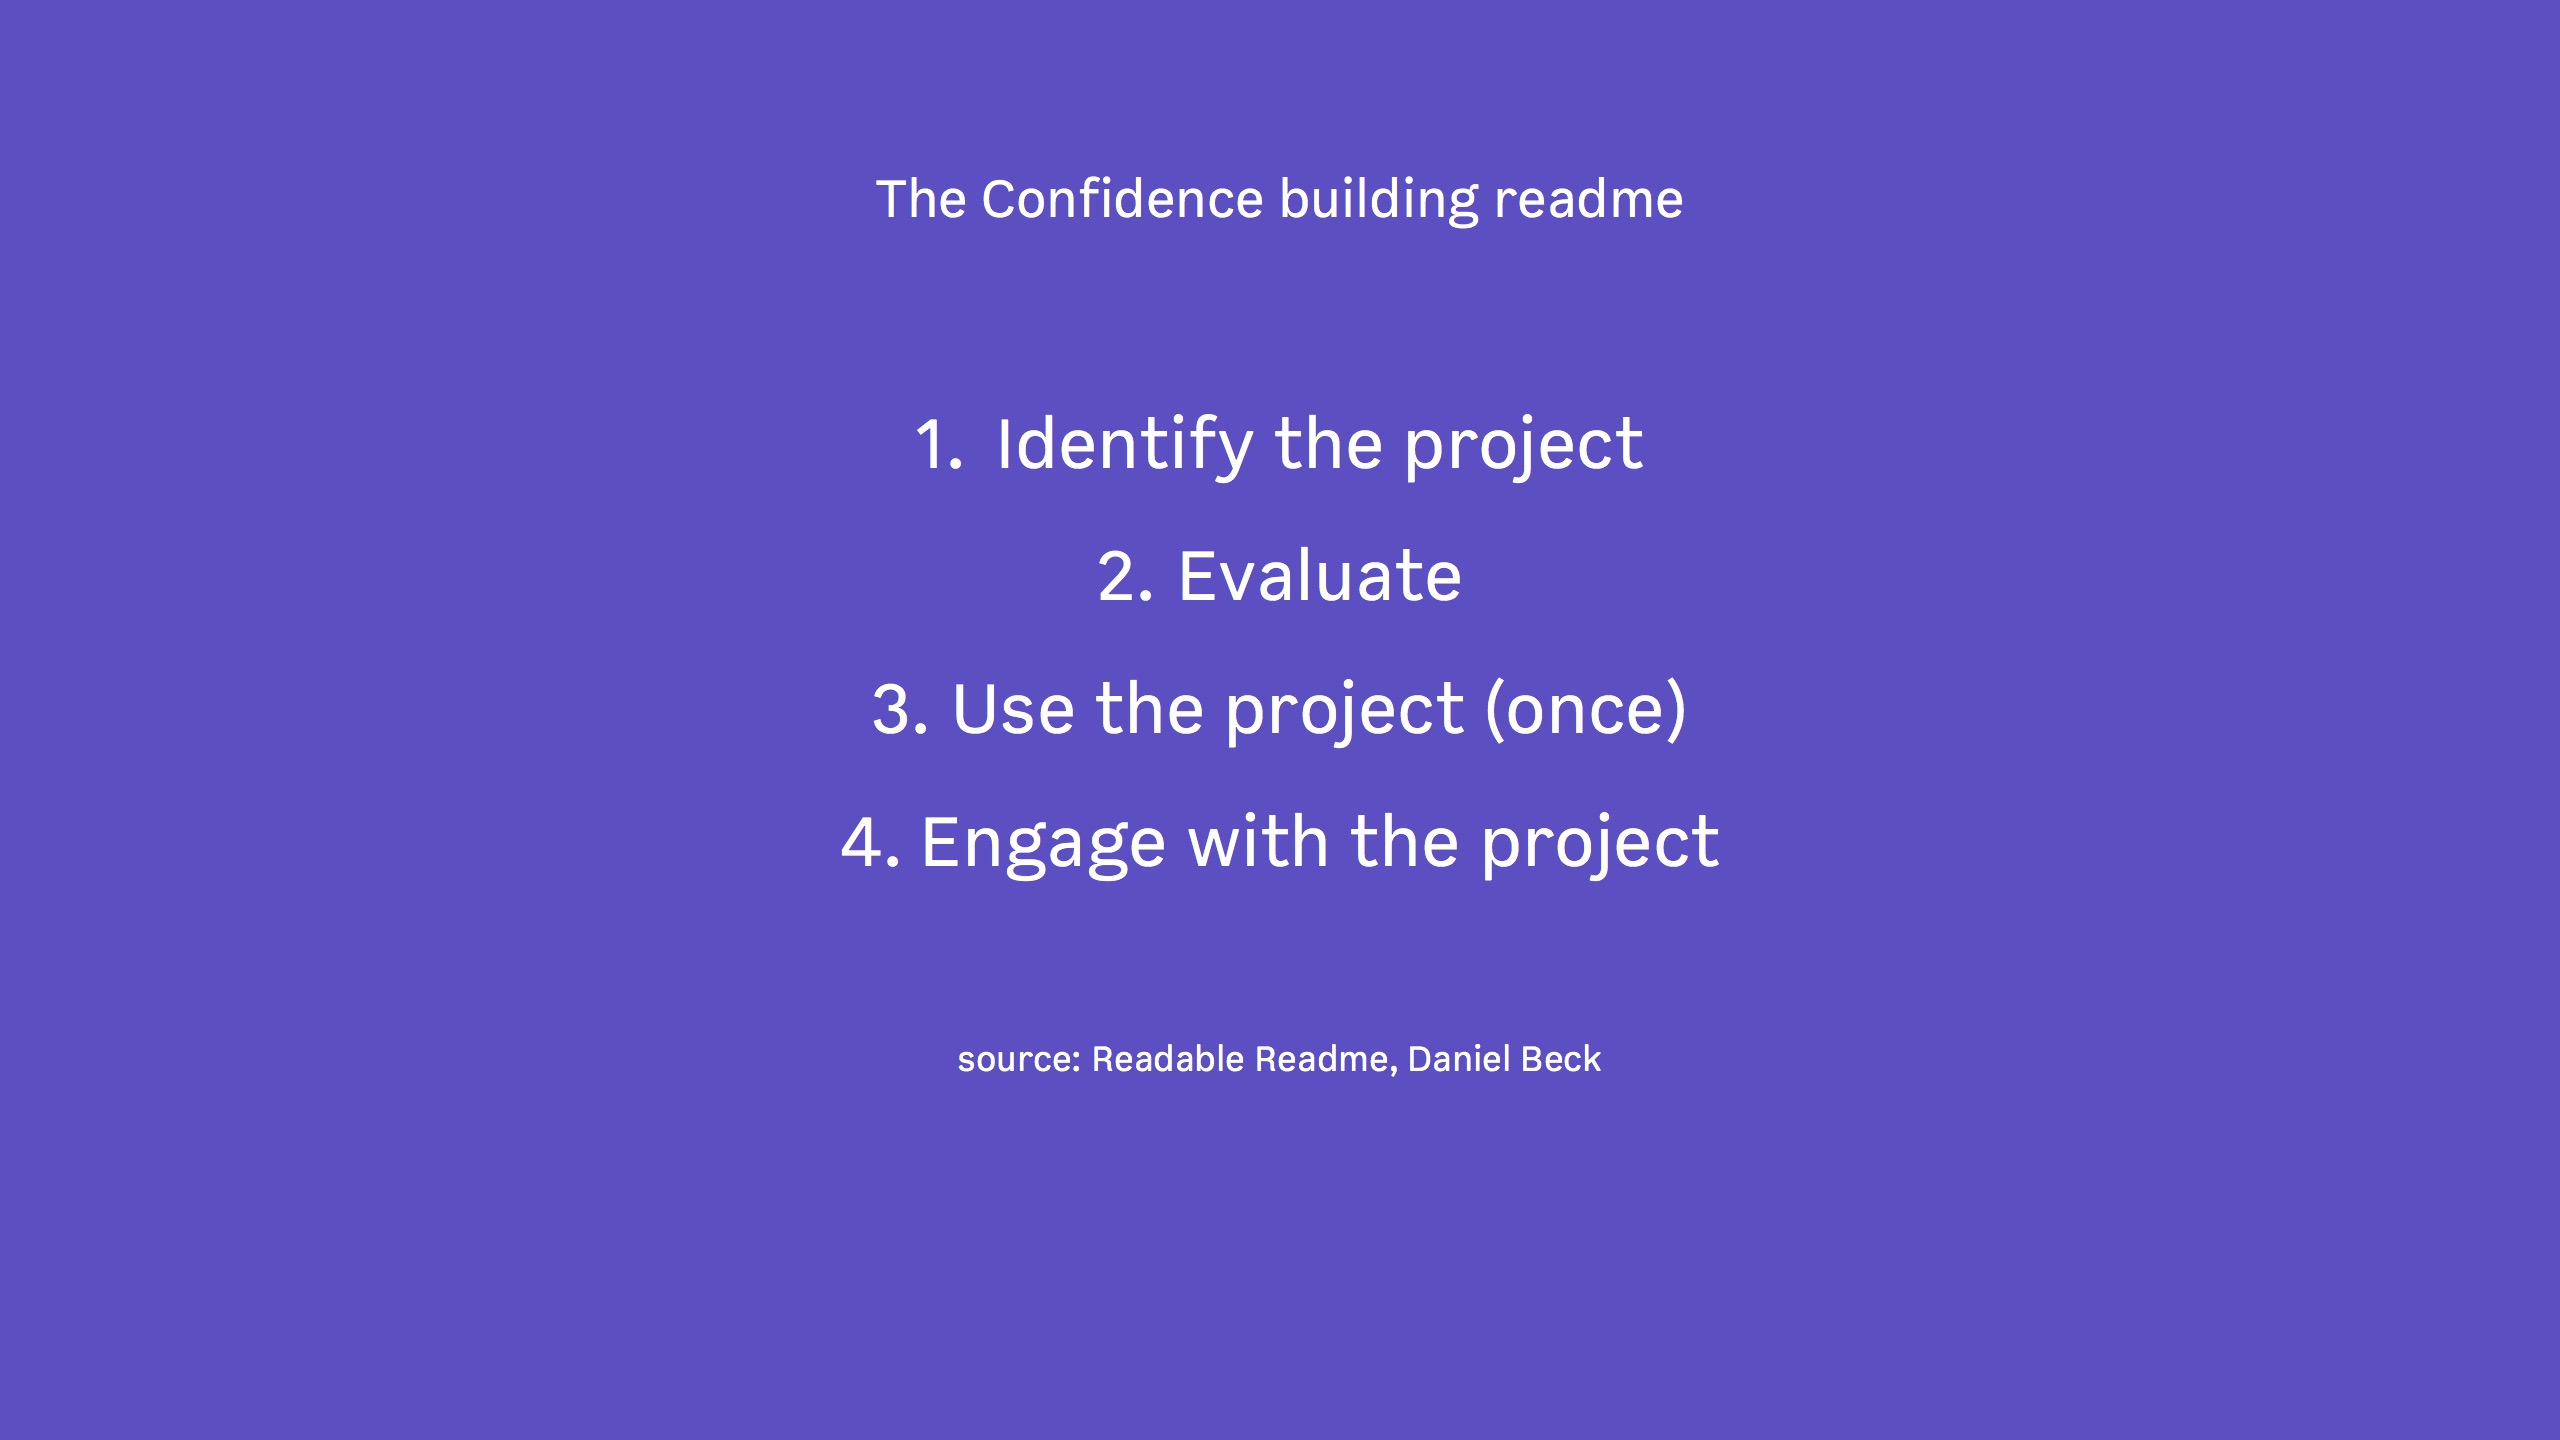 The Confidence building readme
1. Identify the project
2. Evaluate
3. Use the project (once)
4. Engage with the project
source: Readable Readme, Daniel Beck